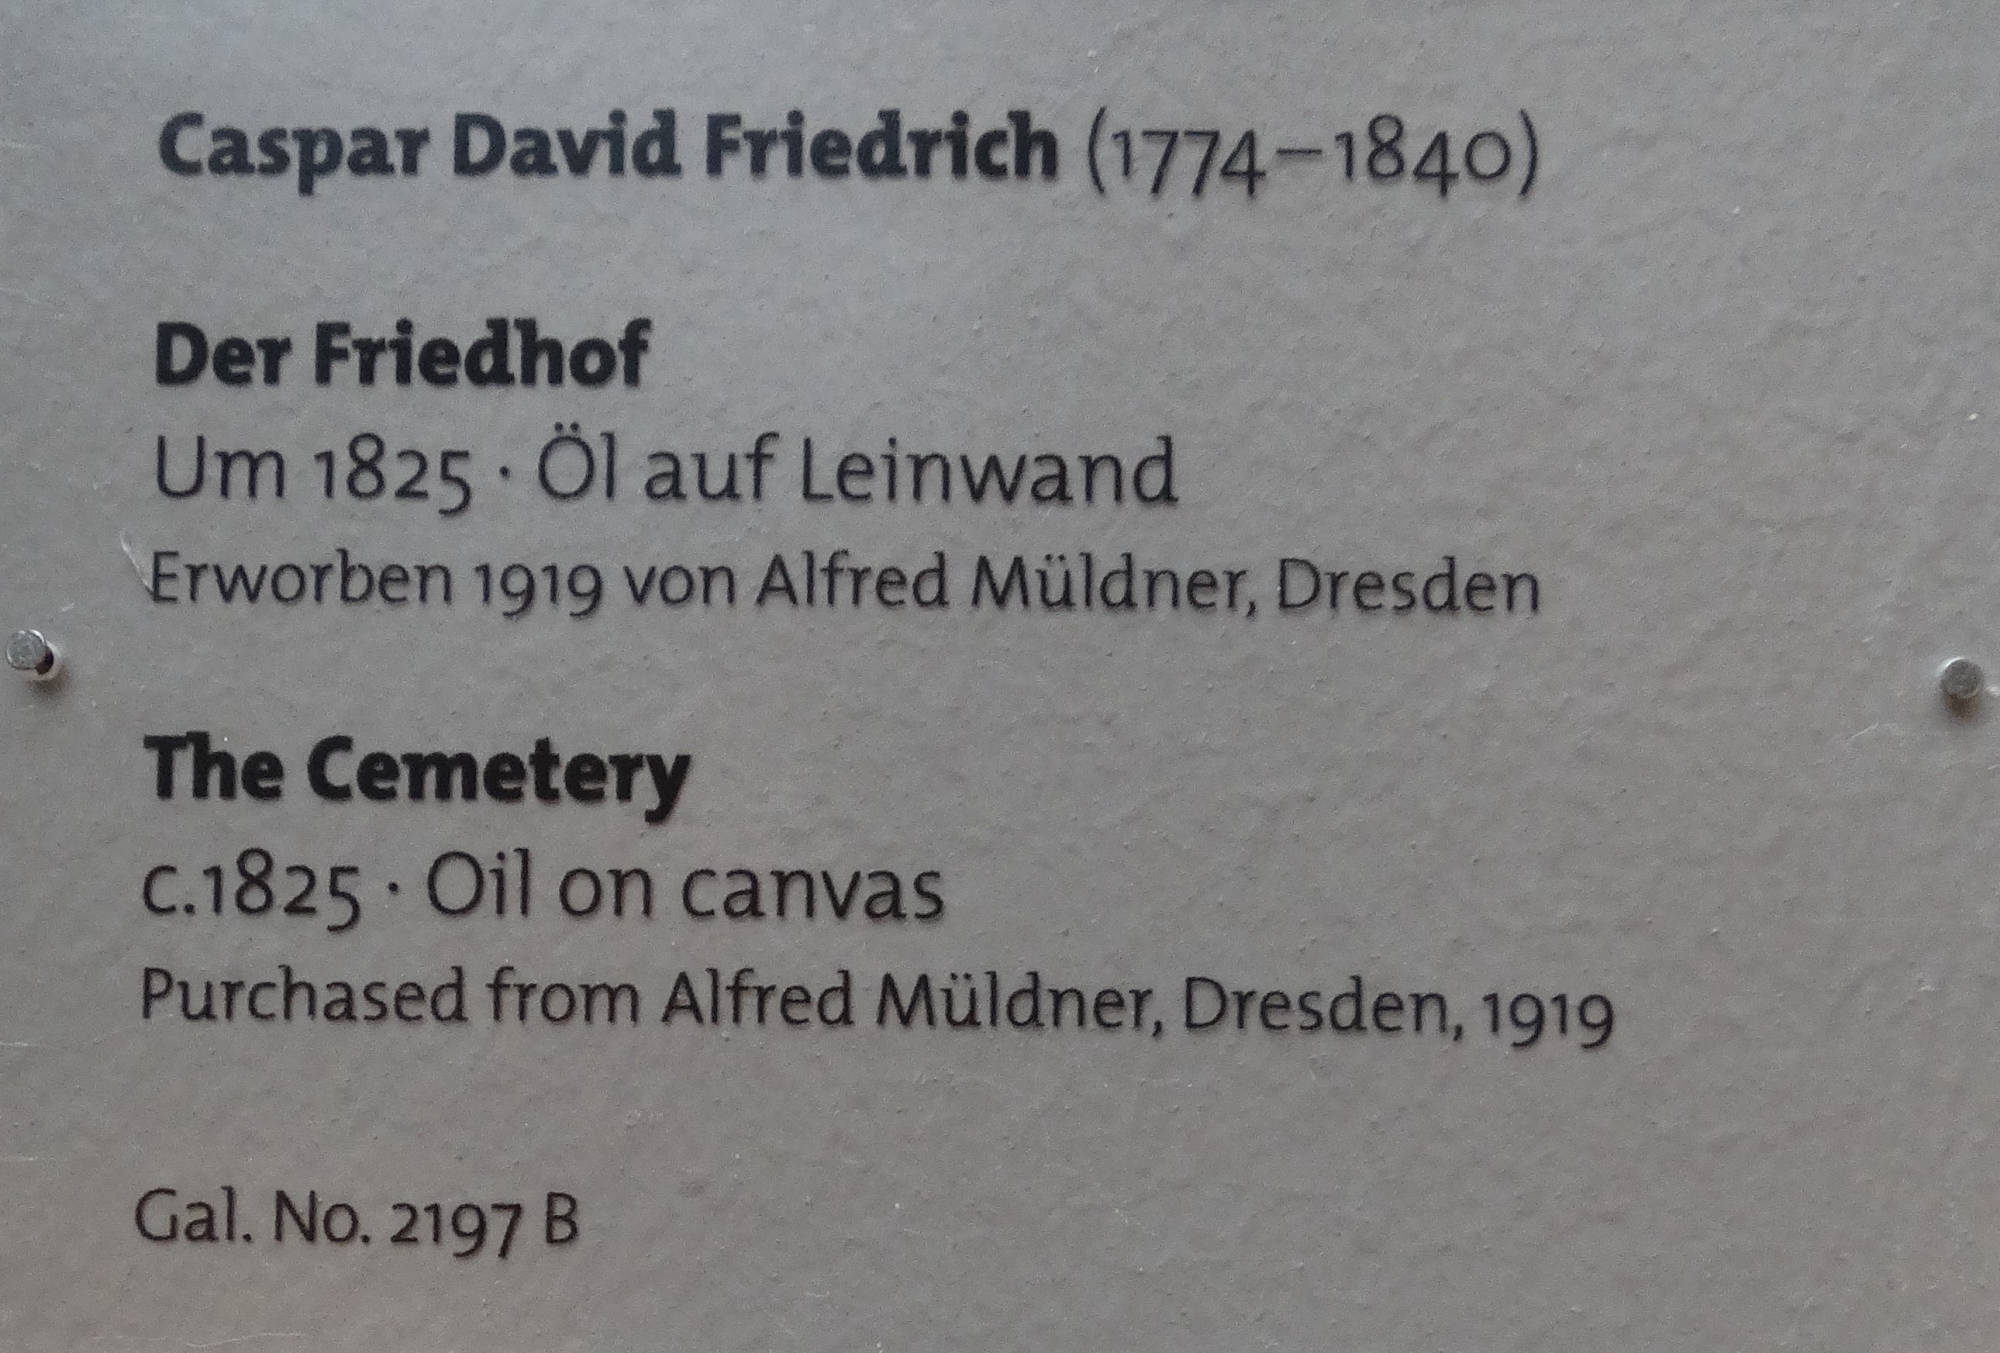 Caspar David Friedrich (1774–1840)
Der Friedhof
Um 1825 · Öl auf Leinwand
Erworben 1919 von Alfred Müldner, Dresden
The Cemetery
c.1825 · Oil on canvas
Purchased from Alfred Müldner, Dresden, 1919
Gal. No. 2197 B